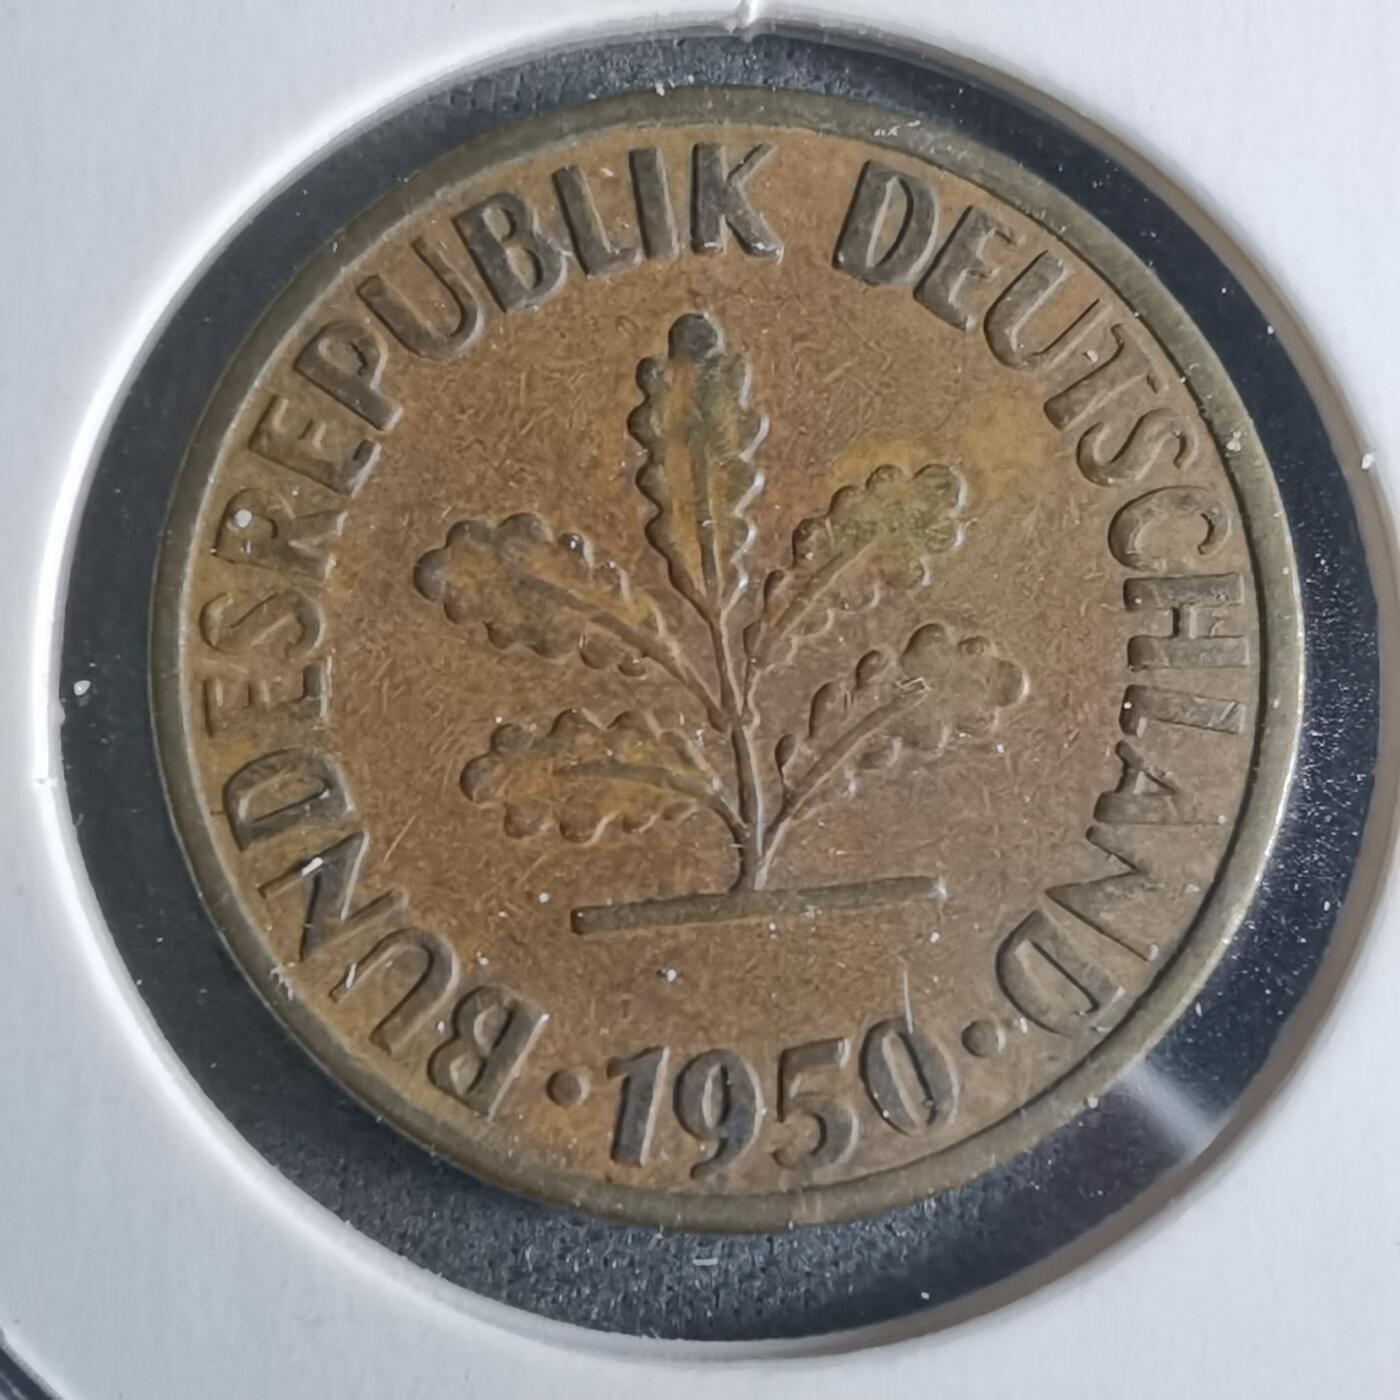 BUNDESREPUBLIK DEUTSCHLAND
· 1950 ·